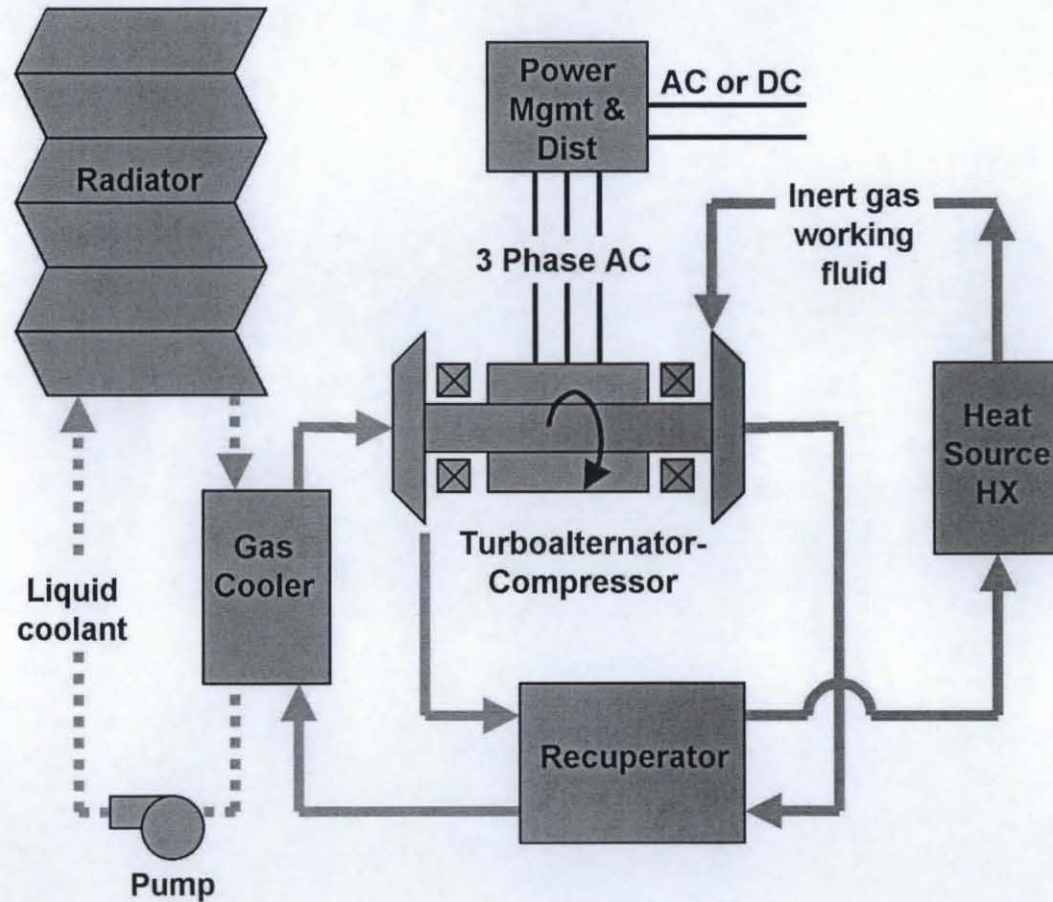 Radiator
Power
Mgmt &
Dist
AC or DC
3 Phase AC
Inert gas
working
fluid
Heat
Source
HX
Turboalternator-
Compressor
Gas
Cooler
Liquid
coolant
Recuperator
Pump